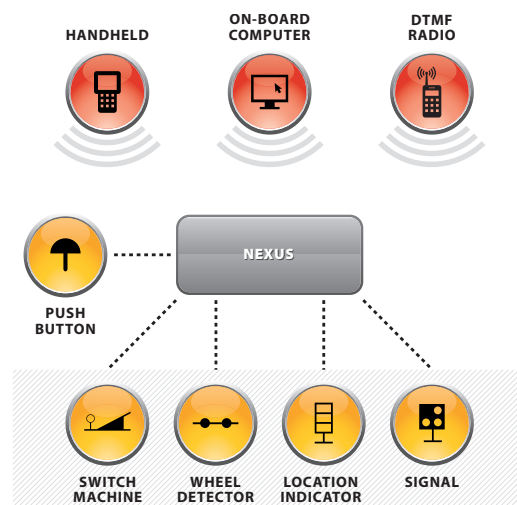 HANDHELD
ON-BOARD
COMPUTER
DTMF
RADIO
NEXUS
PUSH
BUTTON
SWITCH
MACHINE
WHEEL
DETECTOR
LOCATION
INDICATOR
SIGNAL